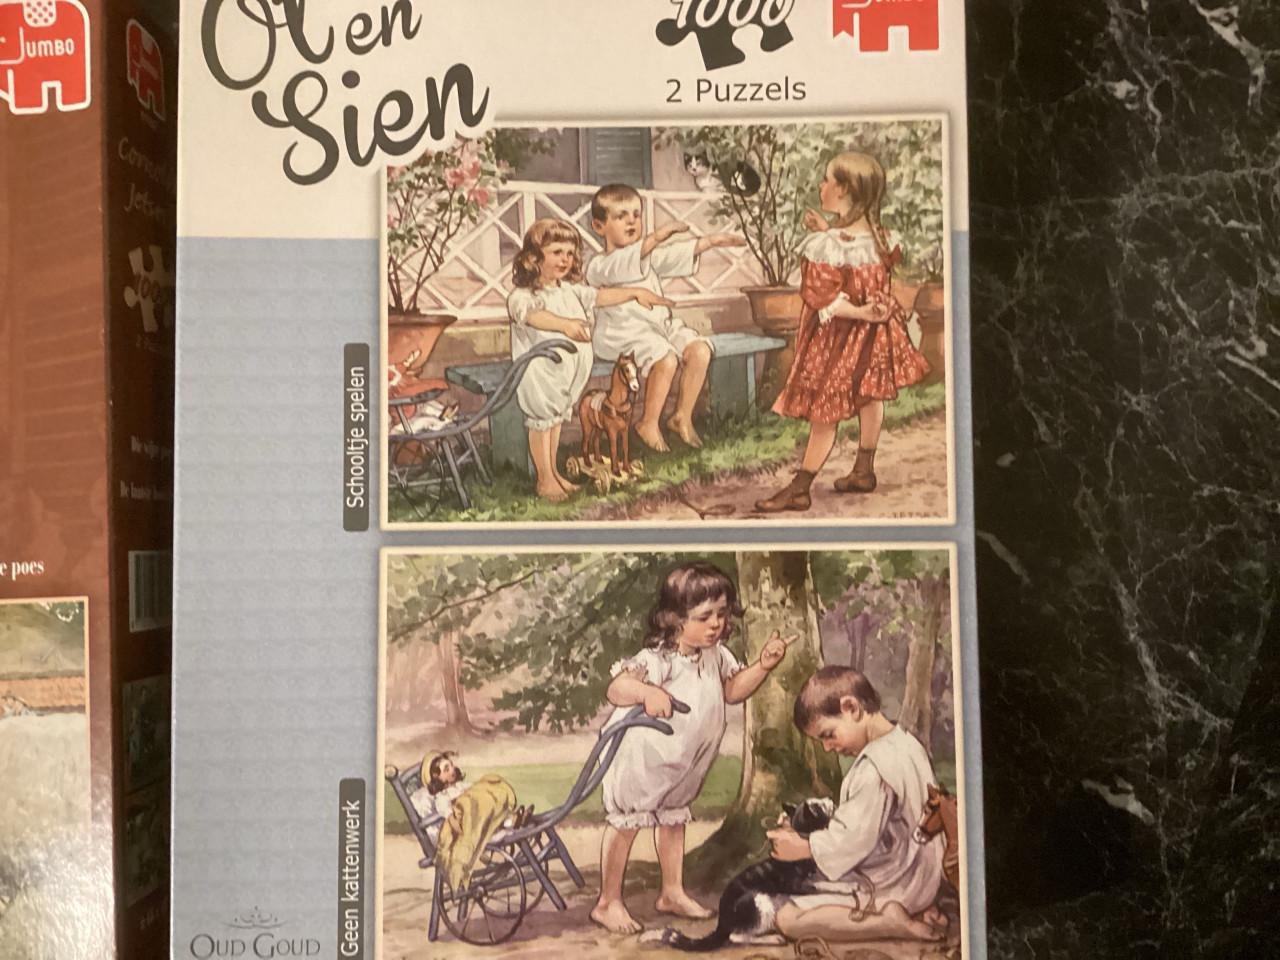 JUMBO
e poes
Ot en
Sien
1000
2 Puzzels
Schooltje spelen
Geen kattenwerk
OUD GOUD